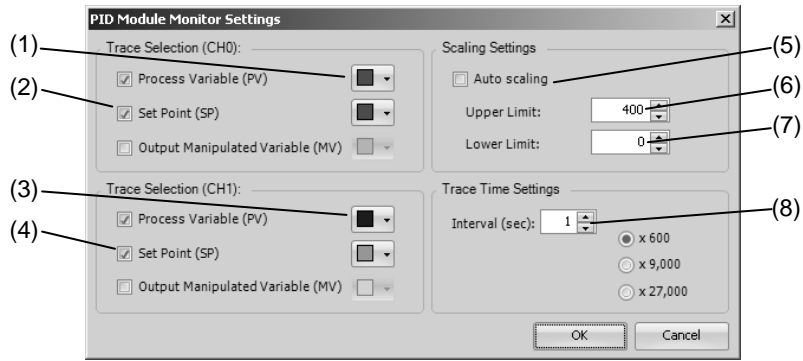 PID Module Monitor Settings
(1)
(2)
(3)
(4)
(5)
(6)
(7)
(8)
Trace Selection (CH0):
Process Variable (PV)
Set Point (SP)
Output Manipulated Variable (MV)
Trace Selection (CH1):
Process Variable (PV)
Set Point (SP)
Output Manipulated Variable (MV)
Scaling Settings
Auto scaling
Upper Limit: 400
Lower Limit: 0
Trace Time Settings
Interval (sec): 1
x 600
x 9,000
x 27,000
OK
Cancel